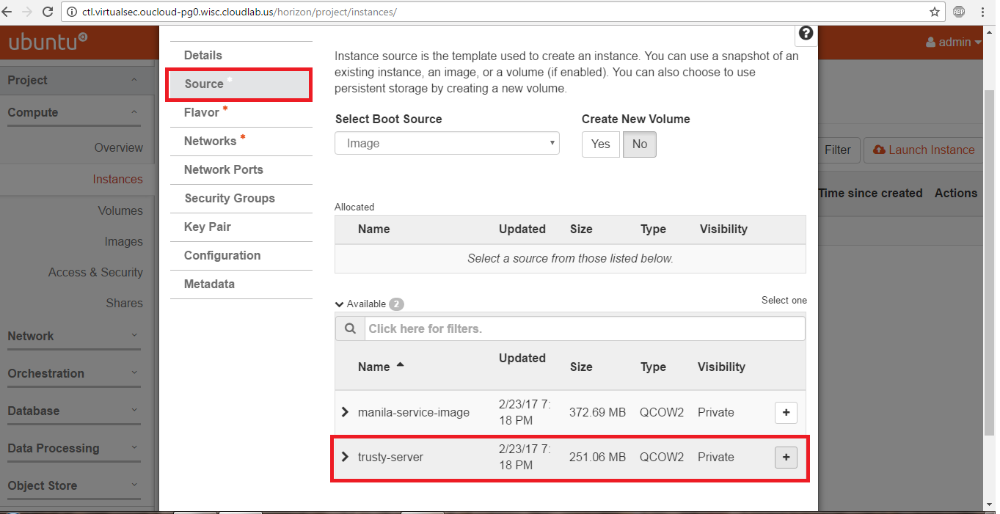 ctl.virtualsec.oucloud-pg0.wisc.cloudlab.us/horizon/project/instances/
ABP
ubuntu
admin
Project
Compute
Overview
Instances
Volumes
Images
Access & Security
Shares
Network
Orchestration
Database
Data Processing
Object Store
Details
Source *
Flavor *
Networks *
Network Ports
Security Groups
Key Pair
Configuration
Metadata
?
Instance source is the template used to create an instance. You can use a snapshot of an
existing instance, an image, or a volume (if enabled). You can also choose to use
persistent storage by creating a new volume.
Select Boot Source
Create New Volume
Image
Yes No
Allocated
Name Updated Size Type Visibility
Select a source from those listed below.
Available 2
Select one
Click here for filters.
Name Updated Size Type Visibility
manila-service-image 2/23/17 7: 372.69 MB QCOW2 Private +
18 PM
trusty-server 2/23/17 7: 251.06 MB QCOW2 Private +
18 PM
Filter
Launch Instance
Time since created Actions